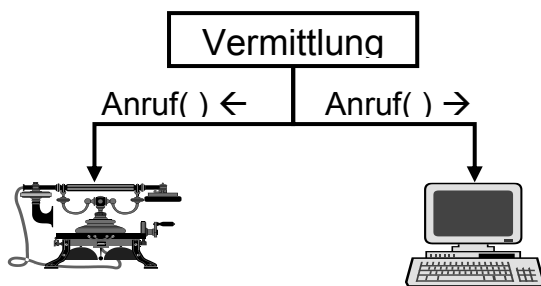 Vermittlung
Anruf( ) ← Anruf( ) →